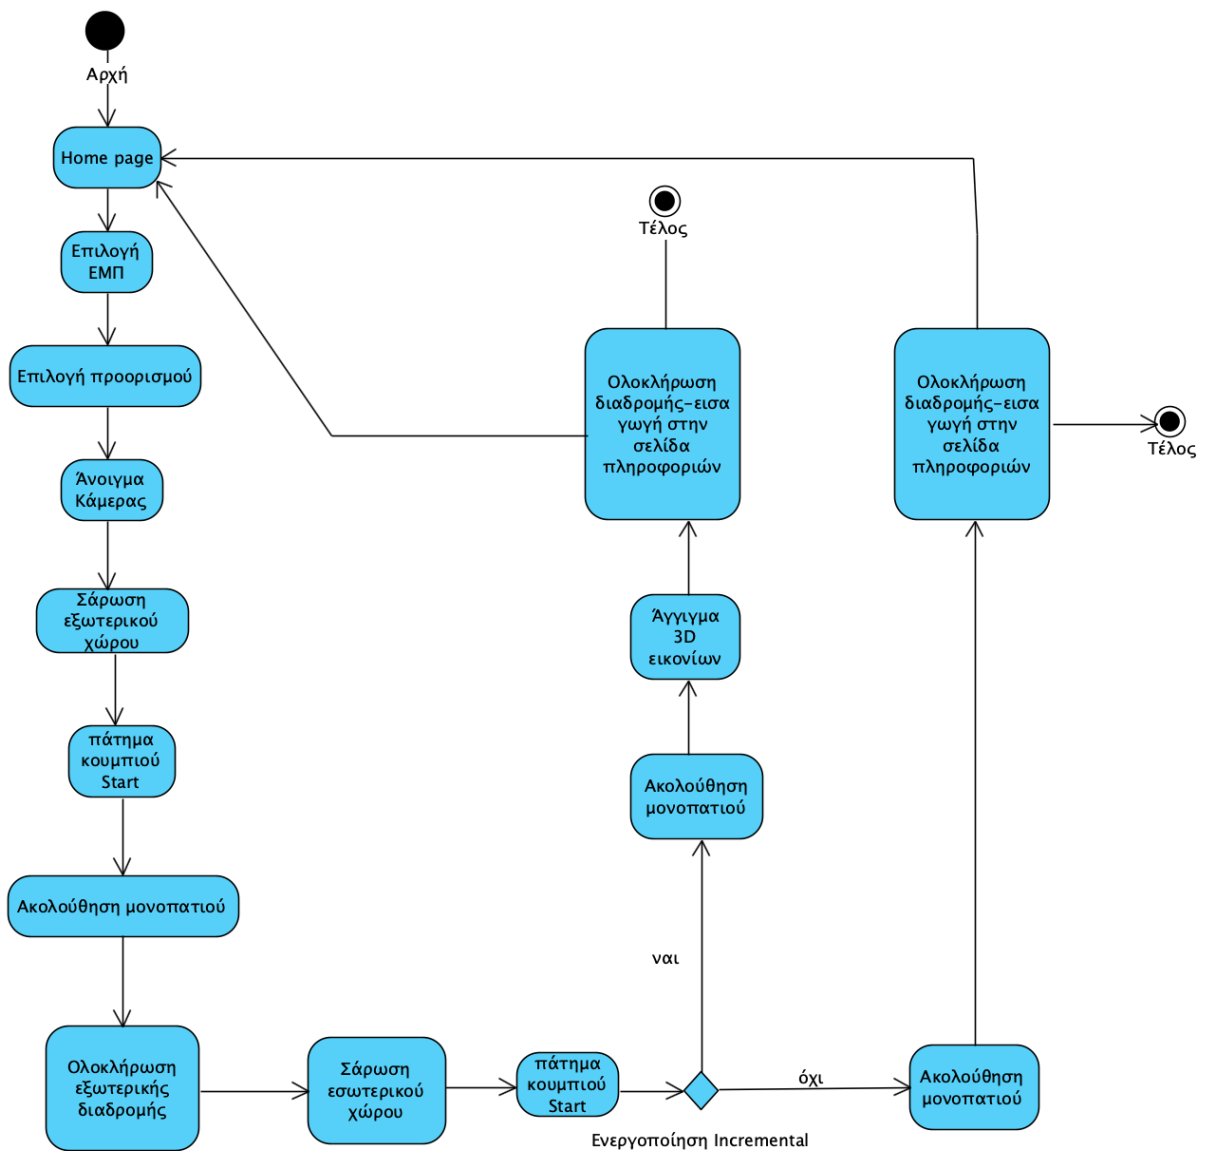 Αρχή
Home page
Επιλογή
ΕΜΠ
Επιλογή προορισμού
Άνοιγμα
Κάμερας
Σάρωση
εξωτερικού
χώρου
πάτημα
κουμπιού
Start
Ακολούθηση μονοπατιού
Ολοκλήρωση
εξωτερικής
διαδρομής
Σάρωση
εσωτερικού
χώρου
πάτημα
κουμπιού
Start
Ενεργοποίηση Incremental
ναι
Ακολούθηση
μονοπατιού
Άγγιγμα
3D
εικονίων
Ολοκλήρωση
διαδρομής-εισα
γωγή στην
σελίδα
πληροφοριών
Τέλος
όχι
Ακολούθηση
μονοπατιού
Ολοκλήρωση
διαδρομής-εισα
γωγή στην
σελίδα
πληροφοριών
Τέλος